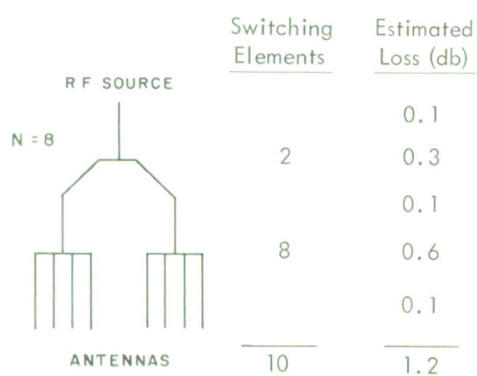 Switching Estimated
Elements Loss (db)
RF SOURCE
0.1
N = 8
2 0.3
0.1
8 0.6
0.1
ANTENNAS 10 1.2